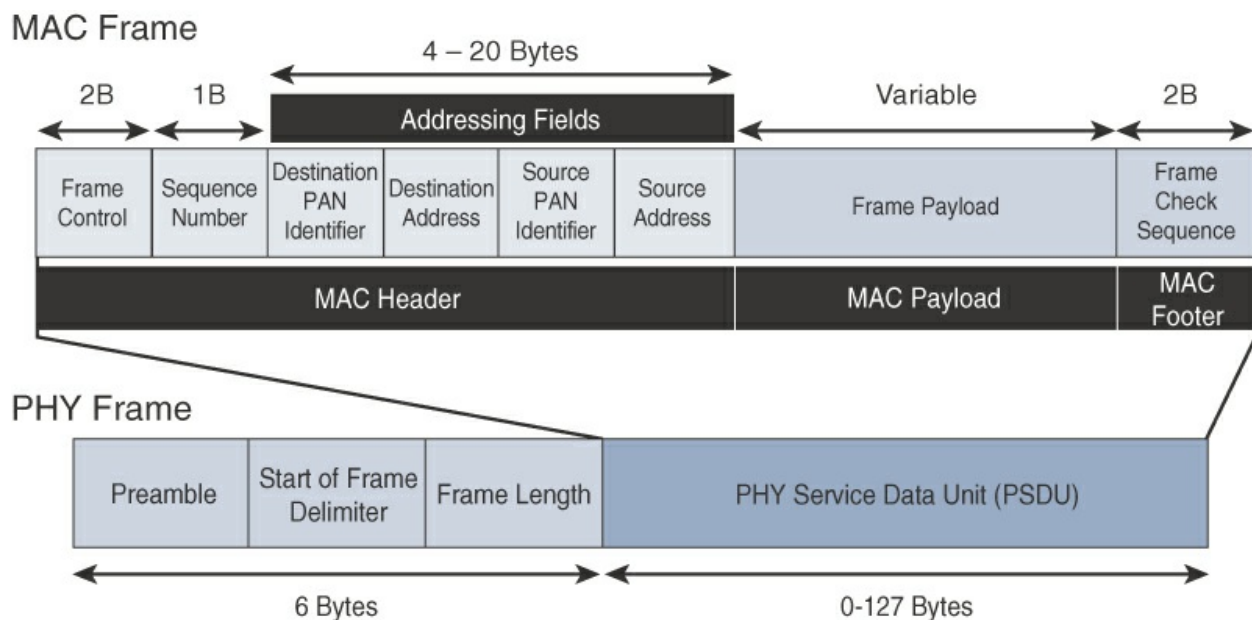 MAC Frame
4 – 20 Bytes
2B
1B
Addressing Fields
Variable
2B
Frame
Control
Sequence
Number
Destination
PAN
Identifier
Destination
Address
Source
PAN
Identifier
Source
Address
Frame Payload
Frame
Check
Sequence
MAC Header
MAC Payload
MAC
Footer
PHY Frame
Preamble
Start of Frame
Delimiter
Frame Length
PHY Service Data Unit (PSDU)
6 Bytes
0-127 Bytes